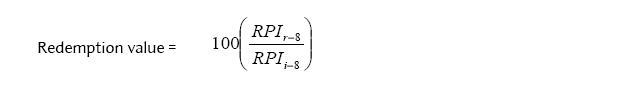 Redemption value = 100(RPI_{r-8} / RPI_{i-8})